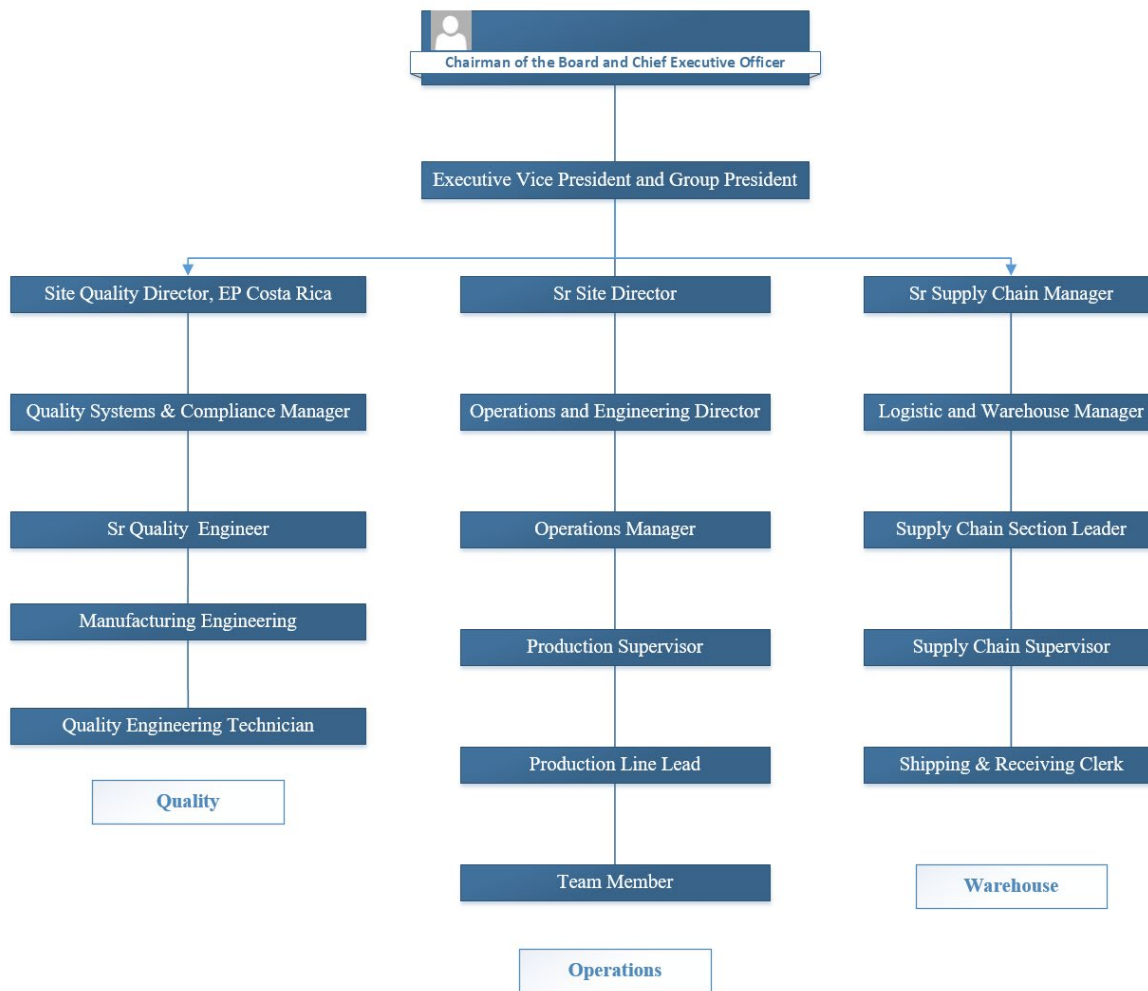 Chairman of the Board and Chief Executive Officer
Executive Vice President and Group President
Site Quality Director, EP Costa Rica
Sr Site Director
Sr Supply Chain Manager
Quality Systems & Compliance Manager
Operations and Engineering Director
Logistic and Warehouse Manager
Sr Quality  Engineer
Operations Manager
Supply Chain Section Leader
Manufacturing Engineering
Production Supervisor
Supply Chain Supervisor
Quality Engineering Technician
Production Line Lead
Shipping & Receiving Clerk
Quality
Team Member
Warehouse
Operations